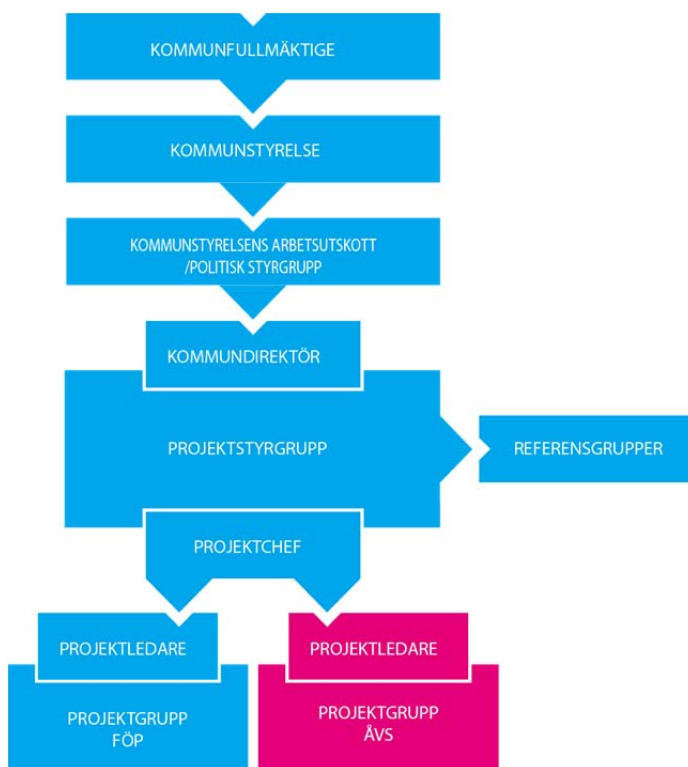 KOMMUNFULLMÄKTIGE
KOMMUNSTYRELSE
KOMMUNSTYRELSENS ARBETSUTSKOTT
/POLITISK STYRGRUPP
KOMMUNDIREKTÖR
PROJEKTSTYRGRUPP
REFERENSGRUPPER
PROJEKTCHEF
PROJEKTLEDARE
PROJEKTGRUPP
FÖP
PROJEKTLEDARE
PROJEKTGRUPP
ÅVS